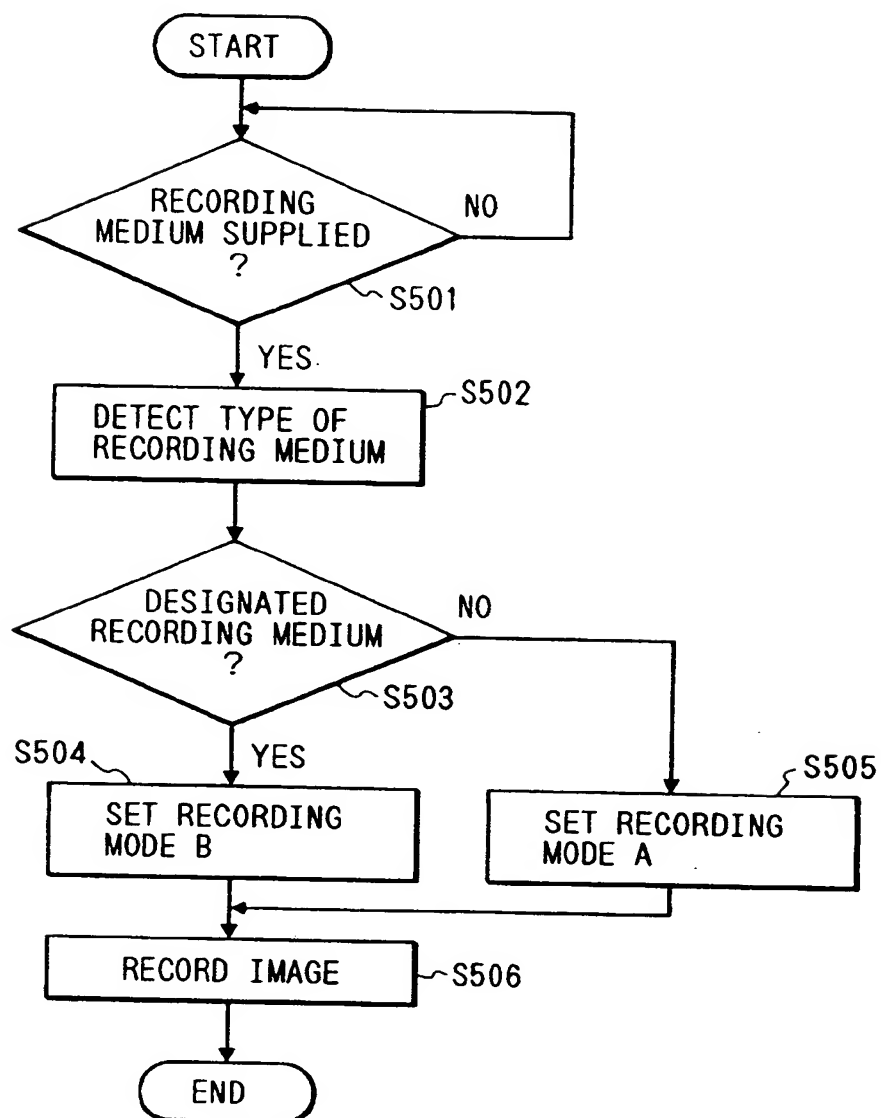 START
RECORDING
MEDIUM SUPPLIED
?
NO
S501
YES
S502
DETECT TYPE OF
RECORDING MEDIUM
DESIGNATED
RECORDING MEDIUM
?
NO
S503
S504
YES
S505
SET RECORDING
MODE B
SET RECORDING
MODE A
RECORD IMAGE
S506
END